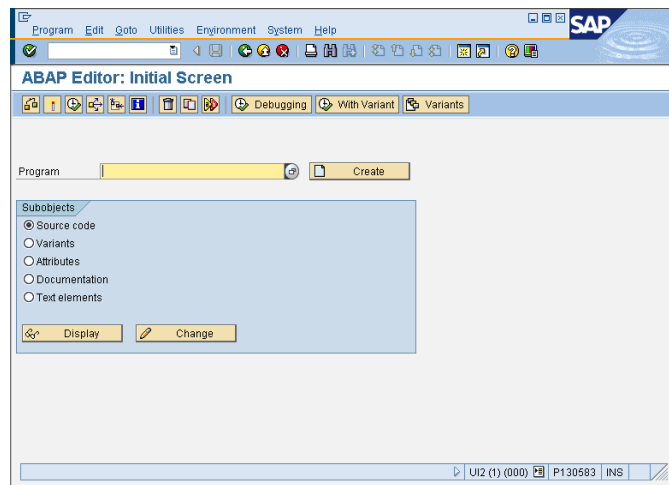 Program Edit Goto Utilities Environment System Help
SAP
ABAP Editor: Initial Screen
Debugging With Variant Variants
Program Create
Subobjects
Source code
Variants
Attributes
Documentation
Text elements
Display Change
UI2 (1) (000) P130583 INS